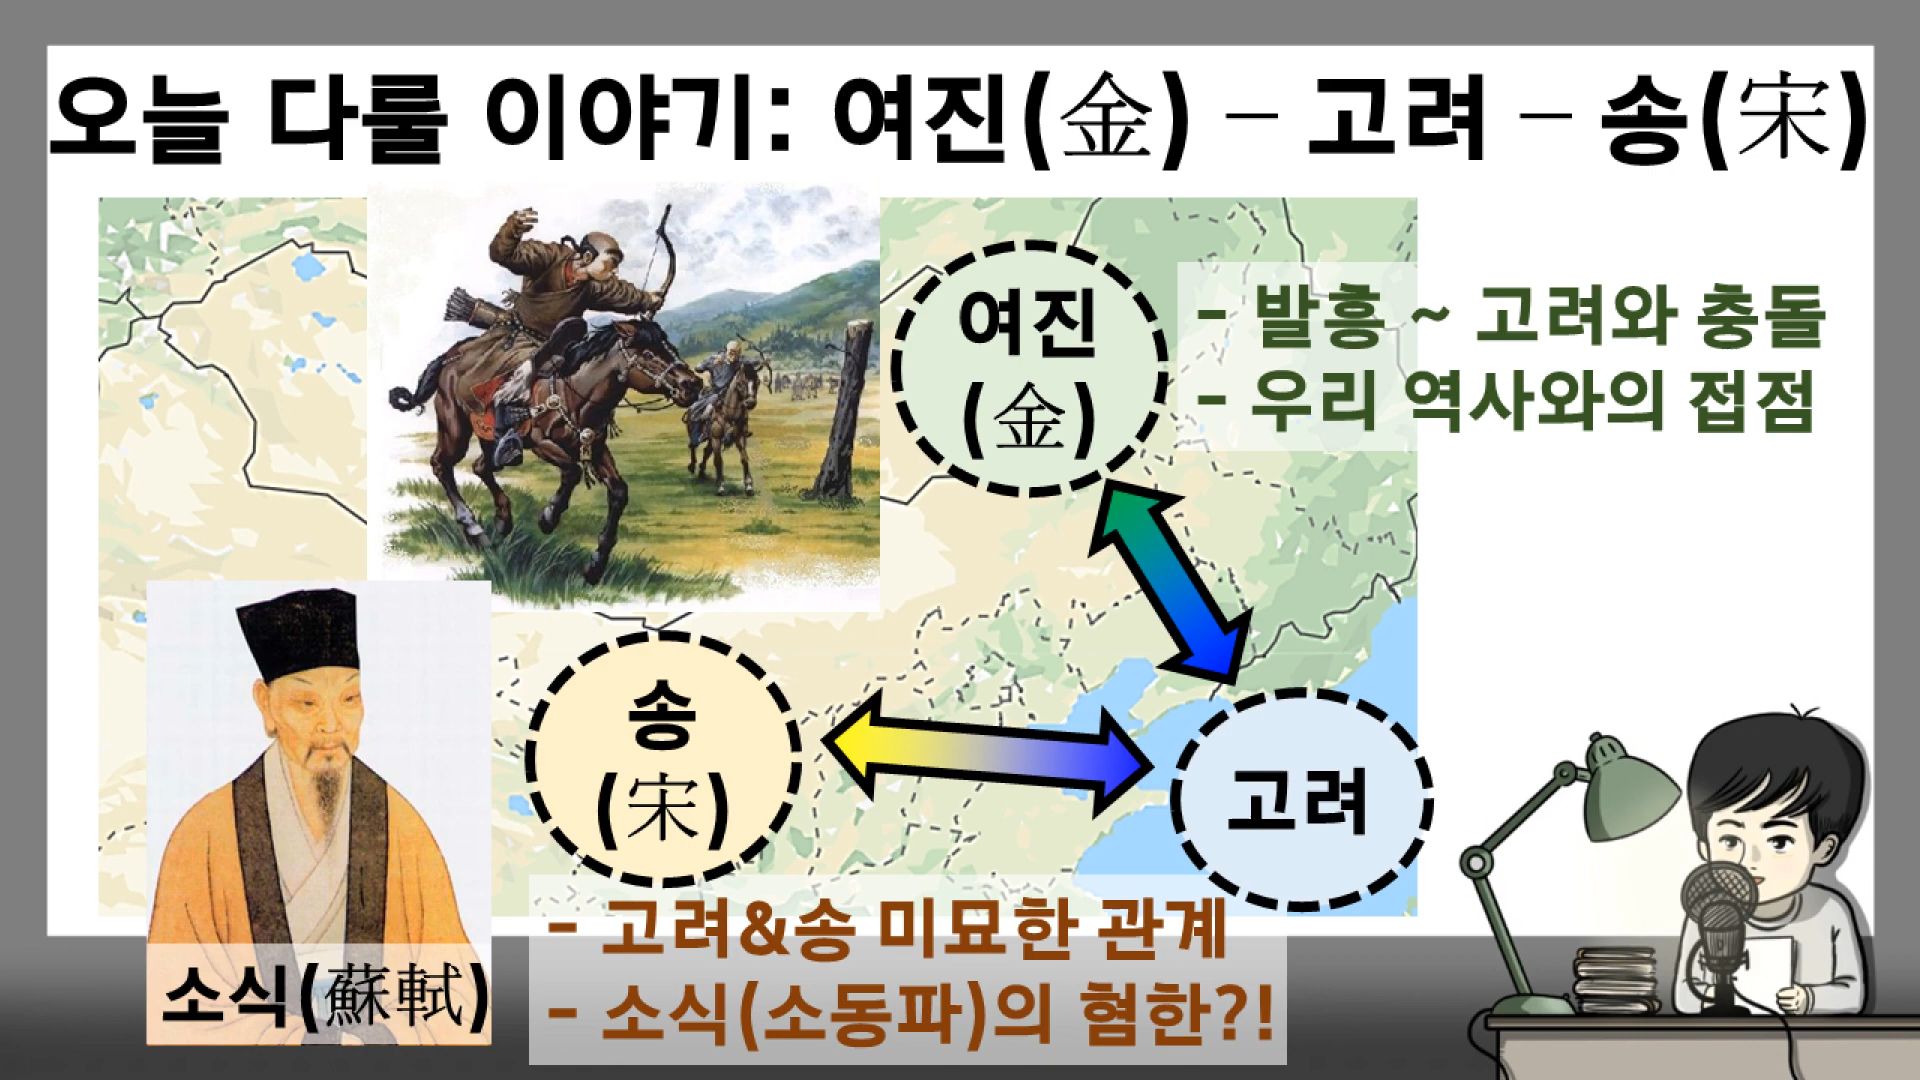 오늘 다룰 이야기: 여진(金) – 고려 – 송(宋)
여진
(金)
- 발흥 ~ 고려와 충돌
- 우리 역사와의 접점
송
(宋)
고려
- 고려&송 미묘한 관계
- 소식(소동파)의 혐한?!
소식(蘇軾)